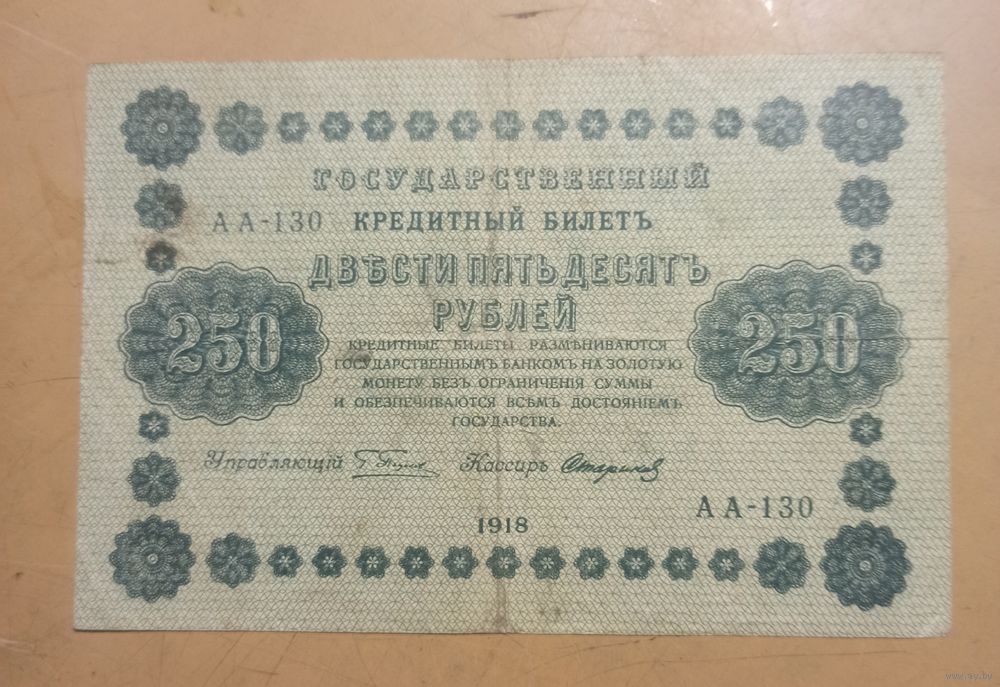 ГОСУДАРСТВЕННЫЙ
АА-130 КРЕДИТНЫЙ БИЛЕТЪ
ДВѢСТИ ПЯТЬДЕСЯТЪ
РУБЛЕЙ
250 250
КРЕДИТНЫЕ БИЛЕТЫ РАЗМѢНИВАЮТСЯ
ГОСУДАРСТВЕННЫМЪ БАНКОМЪ НА ЗОЛОТУЮ
МОНЕТУ БЕЗЪ ОГРАНИЧЕНІЯ СУММЫ
И ОБЕЗПЕЧИВАЮТСЯ ВСѢМЪ ДОСТОЯНІЕМЪ
ГОСУДАРСТВА.
Управляющій Кассиръ
АА-130
1918